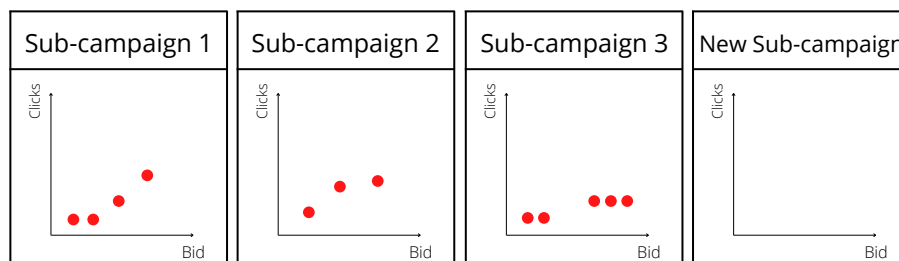 Sub-campaign 1
Clicks
Bid
Sub-campaign 2
Clicks
Bid
Sub-campaign 3
Clicks
Bid
New Sub-campaign
Clicks
Bid